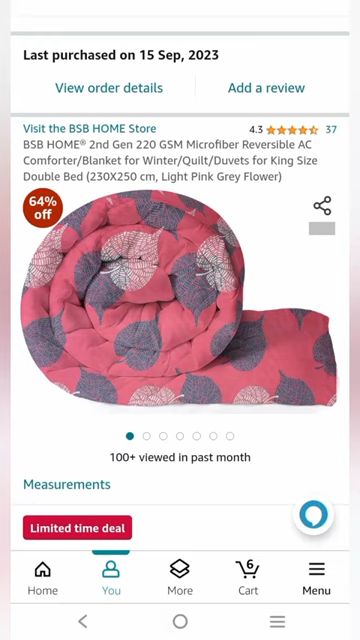 Last purchased on 15 Sep, 2023
View order details
Add a review
Visit the BSB HOME Store
4.3
37
BSB HOME® 2nd Gen 220 GSM Microfiber Reversible AC
Comforter/Blanket for Winter/Quilt/Duvets for King Size
Double Bed (230X250 cm, Light Pink Grey Flower)
64%
off
100+ viewed in past month
Measurements
Limited time deal
6
Home
You
More
Cart
Menu